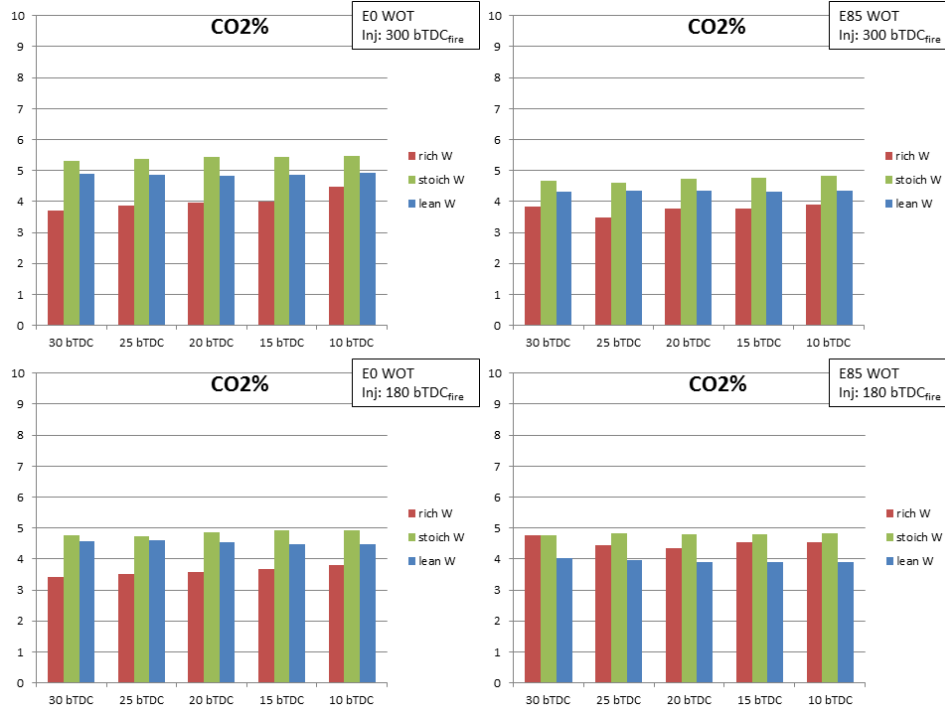 CO2%
E0 WOT
Inj: 300 bTDCfire
10
9
8
7
6
5
4
3
2
1
0
30 bTDC 25 bTDC 20 bTDC 15 bTDC 10 bTDC
rich W
stoich W
lean W
CO2%
E85 WOT
Inj: 300 bTDCfire
10
9
8
7
6
5
4
3
2
1
0
30 bTDC 25 bTDC 20 bTDC 15 bTDC 10 bTDC
rich W
stoich W
lean W
CO2%
E0 WOT
Inj: 180 bTDCfire
10
9
8
7
6
5
4
3
2
1
0
30 bTDC 25 bTDC 20 bTDC 15 bTDC 10 bTDC
rich W
stoich W
lean W
CO2%
E85 WOT
Inj: 180 bTDCfire
10
9
8
7
6
5
4
3
2
1
0
30 bTDC 25 bTDC 20 bTDC 15 bTDC 10 bTDC
rich W
stoich W
lean W